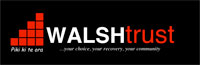 WALSHtrust
Piki ki te ora
...your choice, your recovery, your community